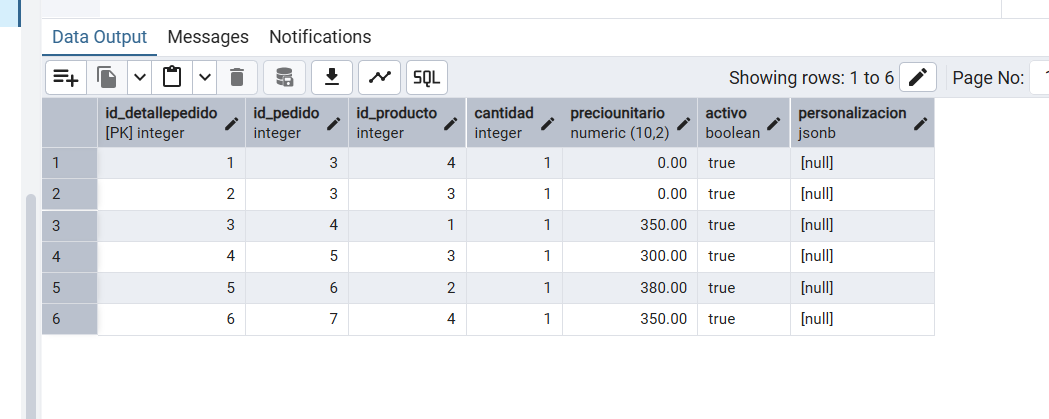 Data Output Messages Notifications
SQL Showing rows: 1 to 6 Page No:
id_detallepedido id_pedido id_producto cantidad preciounitario activo personalizacion
[PK] integer integer integer integer numeric (10,2) boolean jsonb
1 1 3 4 1 0.00 true [null]
2 2 3 3 1 0.00 true [null]
3 3 4 1 1 350.00 true [null]
4 4 5 3 1 300.00 true [null]
5 5 6 2 1 380.00 true [null]
6 6 7 4 1 350.00 true [null]